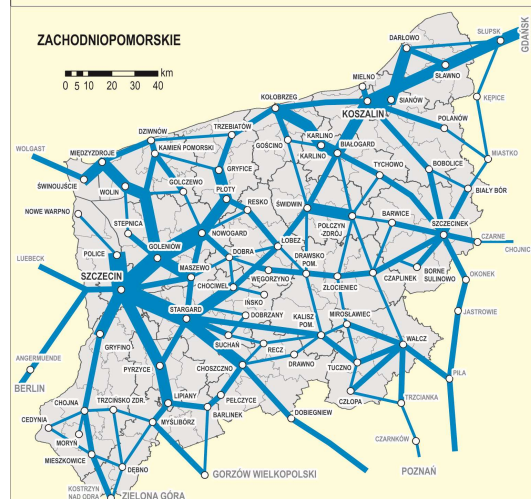 ZACHODNIOPOMORSKIE
0 5 10 20 30 40 km
GDAŃSK
SŁUPSK
DARŁOWO
SŁAWNO
MIELNO
SIANÓW
KĘPICE
KOŁOBRZEG
KOSZALIN
POLANÓW
DZIWNÓW
TRZEBIATÓW
KARLINO
GOŚCINO
BIAŁOGARD
MIASTKO
WOLGAST
MIĘDZYZDROJE
KAMIEŃ POMORSKI
KARLINO
TYCHOWO
BOBOLICE
ŚWINOUJŚCIE
WOLIN
GOLCZEWO
GRYFICE
PŁOTY
BIAŁY BÓR
NOWE WARPNO
STEPNICA
RESKO
ŚWIDWIN
POŁCZYN-
ZDRÓJ
BARWICE
SZCZECINEK
NOWOGARD
CZARNE
CHOJNICE
POLICE
GOLENIÓW
DOBRA
ŁOBEZ
LUEBECK
SZCZECIN
MASZEWO
WĘGORZYNO
DRAWSKO
POM.
CZAPLINEK
BORNE
SULINOWO
OKONEK
CHOCIWEL
ZŁOCIENIEC
IŃSKO
STARGARD
DOBRZANY
KALISZ
POM.
MIROSŁAWIEC
JASTROWIE
GRYFINO
SUCHAŃ
RECZ
WAŁCZ
ANGERMUENDE
PYRZYCE
CHOSZCZNO
DRAWNO
TUCZNO
PIŁA
BERLIN
CHOJNA
TRZCIŃSKO ZDR.
LIPIANY
PEŁCZYCE
CZŁOPA
TRZCIANKA
CEDYNIA
BARLINEK
DOBIEGNIEW
MORYŃ
MYŚLIBÓRZ
CZARNKÓW
MIESZKOWICE
DĘBNO
GORZÓW WIELKOPOLSKI
POZNAŃ
KOSTRZYN
NAD ODRĄ
ZIELONA GÓRA